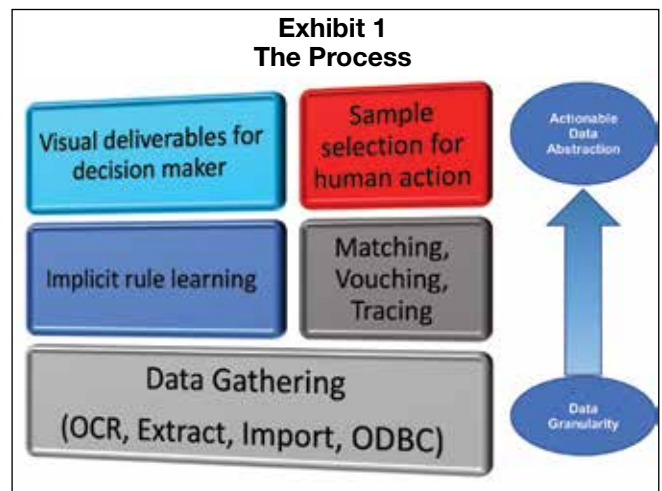 Exhibit 1
The Process
Visual deliverables for
decision maker
Sample
selection for
human action
Actionable
Data
Abstraction
Implicit rule learning
Matching,
Vouching,
Tracing
Data Gathering
(OCR, Extract, Import, ODBC)
Data
Granularity